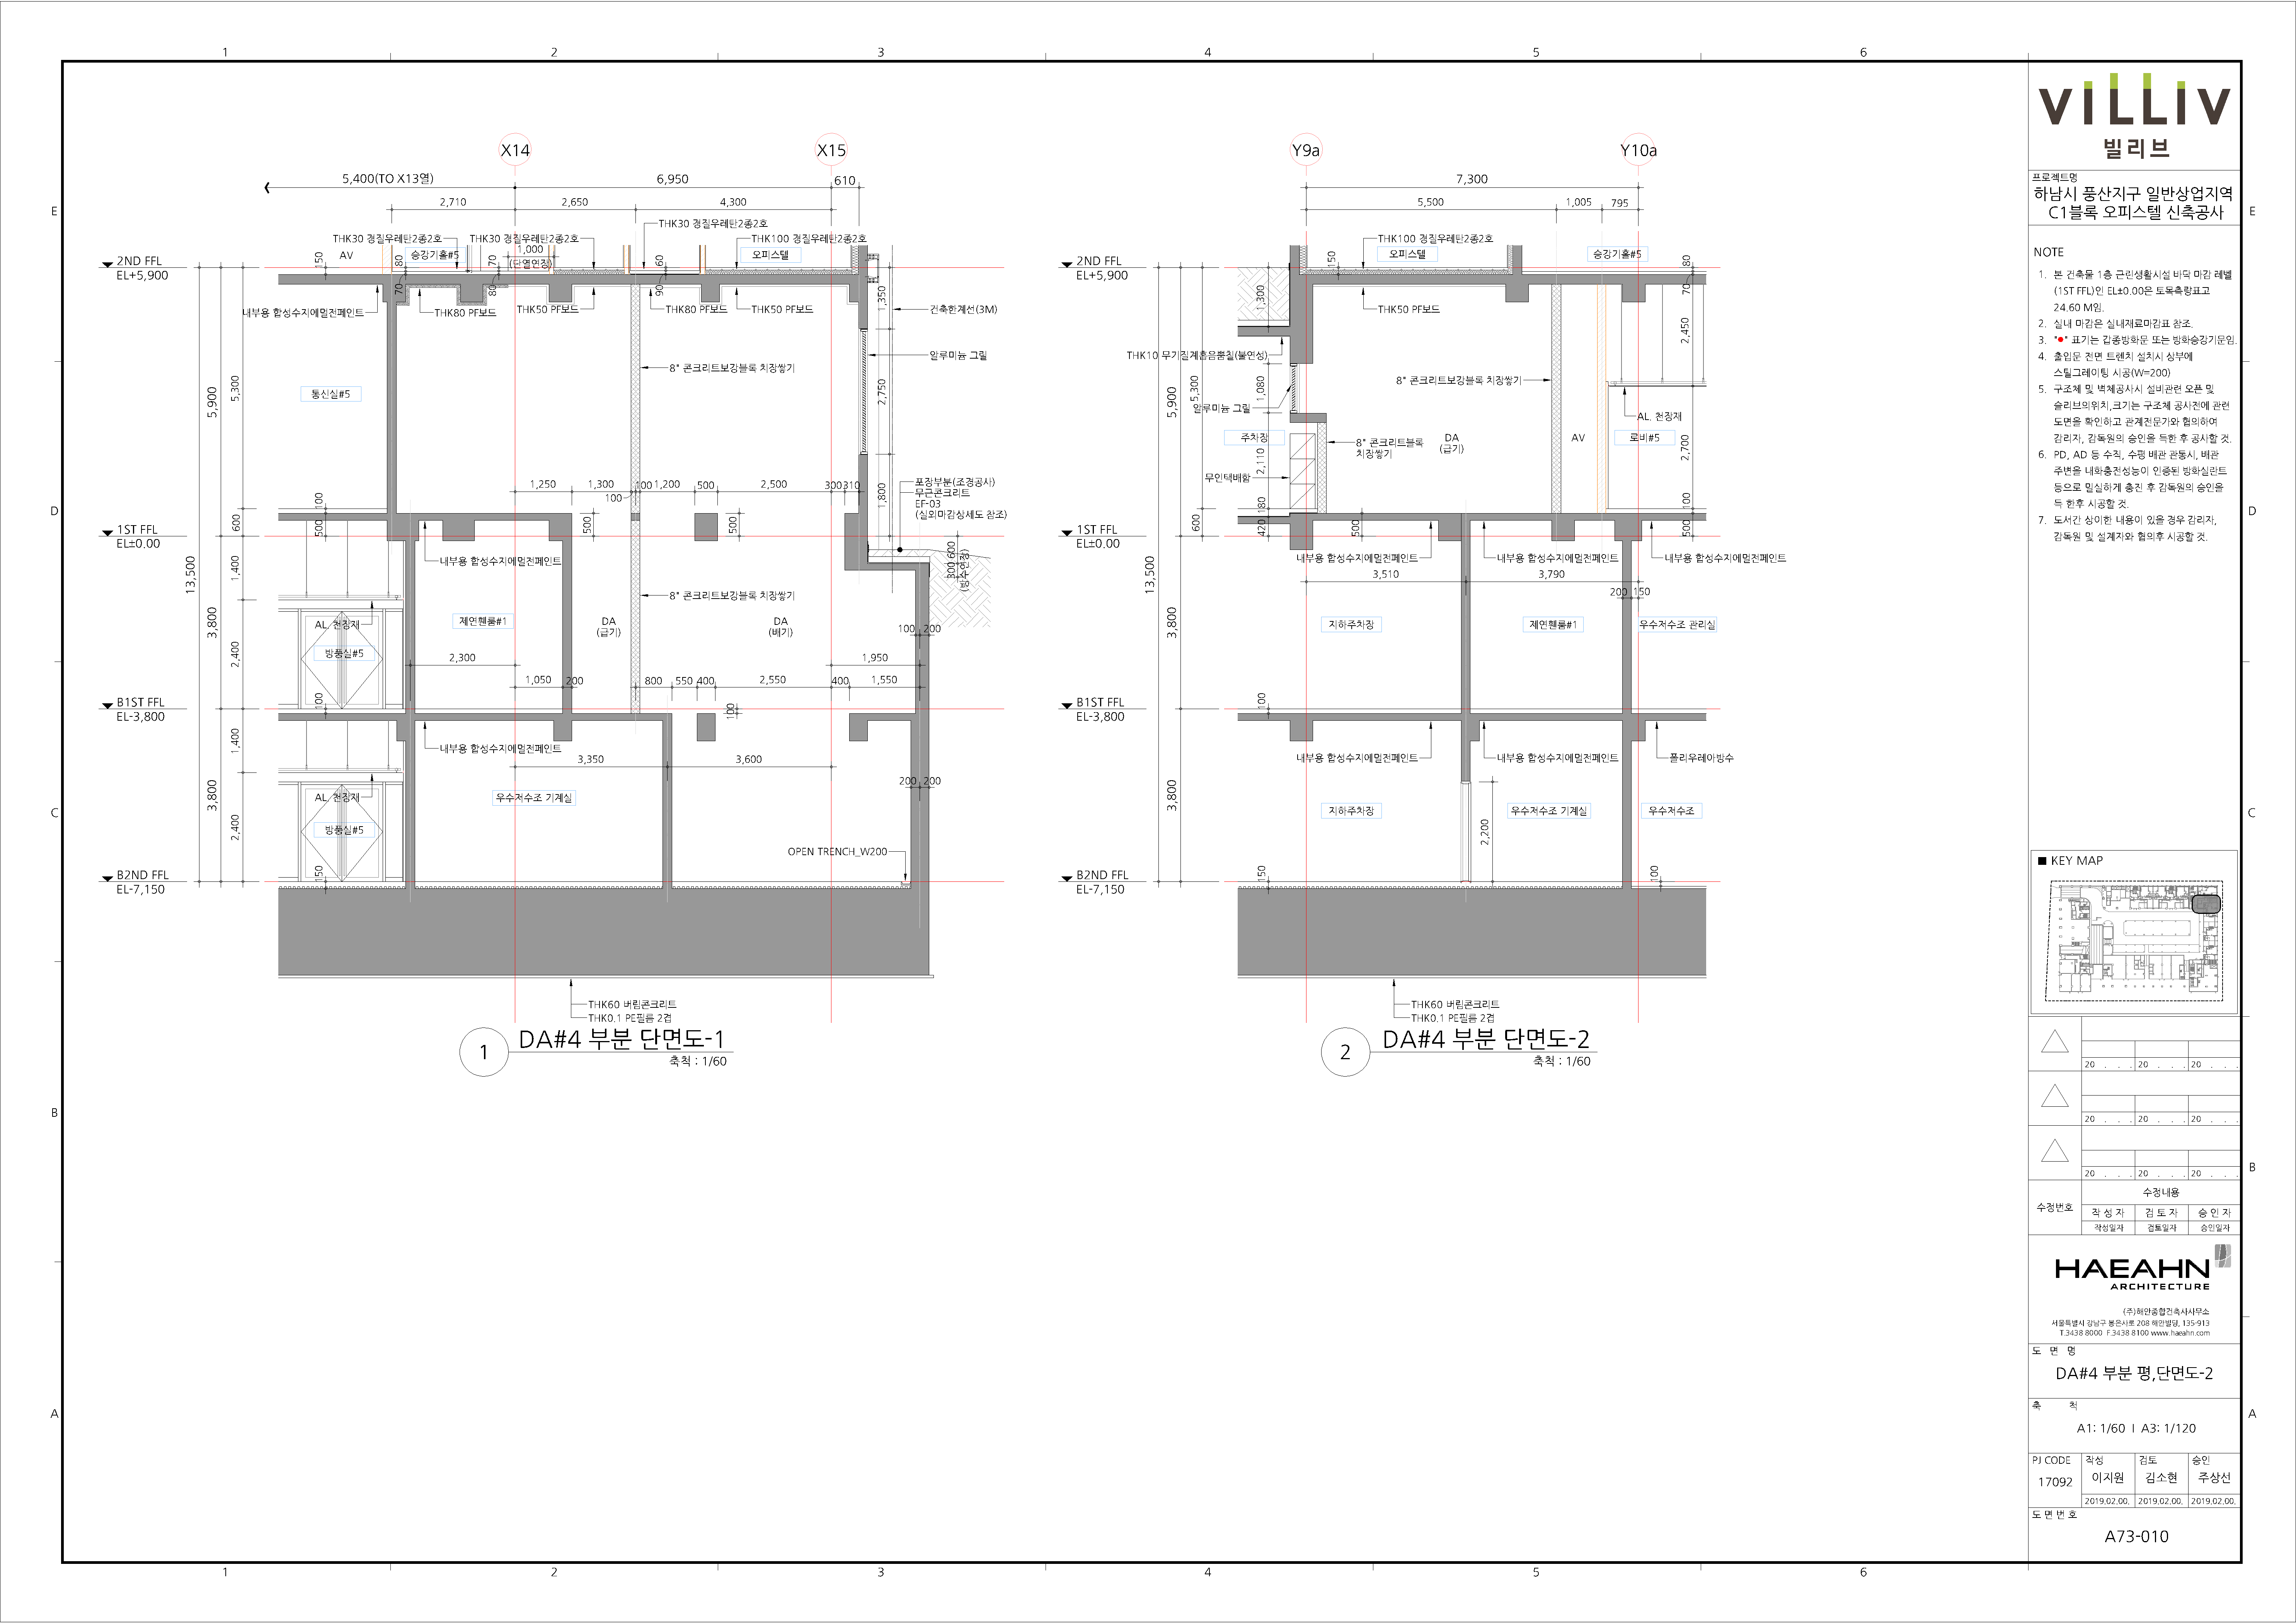 1 2 3 4 5 6
E
D
C
B
A
X14 X15
5,400(TO X13열) 6,950 610
2,710 2,650 4,300
THK30 경질우레탄2종2호
THK30 경질우레탄2종2호 THK30 경질우레탄2종2호 THK100 경질우레탄2종2호
AV 승강기홀#5 1,000 (단열연장) 오피스텔
2ND FFL
EL+5,900
150 80 70 60
70 80 90
내부용 합성수지에멀전페인트 THK80 PF보드 THK50 PF보드 THK80 PF보드 THK50 PF보드
1,350
건축한계선(3M)
알루미늄 그릴
8" 콘크리트보강블록 치장쌓기
통신실#5
5,900 5,300 2,750
1,250 1,300 100 1,200 500 2,500 300 310
100
1,800
포장부분(조경공사)
무근콘크리트
EF-03
(실외마감상세도 참조)
100 600 500 500 500
1ST FFL
EL±0.00
13,500 1,400
내부용 합성수지에멀전페인트
300 600
(방수연장)
8" 콘크리트보강블록 치장쌓기
3,800
AL. 천장재
제연휀룸#1
DA
(급기)
DA
(배기)
100 200
방풍실#5
2,400
2,300 1,950
1,050 200 800 550 400 2,550 400 1,550
100 100
B1ST FFL
EL-3,800
1,400
내부용 합성수지에멀전페인트
3,350 3,600
200 200
3,800
AL. 천장재
우수저수조 기계실
방풍실#5
2,400
OPEN TRENCH_W200
150
B2ND FFL
EL-7,150
THK60 버림콘크리트
THK0.1 PE필름 2겹
1
DA#4 부분 단면도-1
축척 : 1/60
Y9a Y10a
7,300
5,500 1,005 795
THK100 경질우레탄2종2호
오피스텔 승강기홀#5
2ND FFL
EL+5,900
150 80
70
1,300
THK50 PF보드
2,450
THK10 무기질계흡음뿜칠(불연성)
5,900 5,300 1,080
8" 콘크리트보강블록 치장쌓기
알루미늄 그릴
AL. 천장재
주차장
8" 콘크리트블록
치장쌓기
DA
(급기)
AV
로비#5
2,700
2,110
무인택배함
180 100
600 420 500 500
1ST FFL
EL±0.00
내부용 합성수지에멀전페인트 내부용 합성수지에멀전페인트 내부용 합성수지에멀전페인트
13,500
3,510 3,790
200 150
3,800
지하주차장 제연휀룸#1 우수저수조 관리실
100
B1ST FFL
EL-3,800
내부용 합성수지에멀전페인트 내부용 합성수지에멀전페인트 폴리우레아방수
3,800
지하주차장 우수저수조 기계실 우수저수조
2,200
150 100
B2ND FFL
EL-7,150
THK60 버림콘크리트
THK0.1 PE필름 2겹
2
DA#4 부분 단면도-2
축척 : 1/60
VILLIV
빌리브
프로젝트명
하남시 풍산지구 일반상업지역
C1블록 오피스텔 신축공사
NOTE
1. 본 건축물 1층 근린생활시설 바닥 마감 레벨
(1ST FFL)인 EL±0.00은 토목측량표고
24.60 M임.
2. 실내 마감은 실내재료마감표 참조.
3. "●" 표기는 갑종방화문 또는 방화승강기문임.
4. 출입문 전면 트렌치 설치시 상부에
스틸그레이팅 시공(W=200)
5. 구조체 및 벽체공사시 설비관련 오픈 및
슬리브의위치,크기는 구조체 공사전에 관련
도면을 확인하고 관계전문가와 협의하여
감리자, 감독원의 승인을 득한 후 공사할 것.
6. PD, AD 등 수직, 수평 배관 관통시, 배관
주변을 내화충전성능이 인증된 방화실란트
등으로 밀실하게 충진 후 감독원의 승인을
득 한후 시공할 것.
7. 도서간 상이한 내용이 있을 경우 감리자,
감독원 및 설계자와 협의후 시공할 것.
■ KEY MAP
20 . . . 20 . . . 20 . . .
20 . . . 20 . . . 20 . . .
20 . . . 20 . . . 20 . . .
수정번호 수정내용
작 성 자 검 토 자 승 인 자
작성일자 검토일자 승인일자
HAEAHN
ARCHITECTURE
(주)해안종합건축사사무소
서울특별시 강남구 봉은사로 208 해안빌딩, 135-913
T.3438 8000 F.3438 8100 www.haeahn.com
도 면 명
DA#4 부분 평,단면도-2
축 척
A1: 1/60 I A3: 1/120
PJ CODE 작성 검토 승인
17092 이지원 김소현 주상선
2019.02.00. 2019.02.00. 2019.02.00.
도 면 번 호
A73-010
E
D
C
B
A
1 2 3 4 5 6